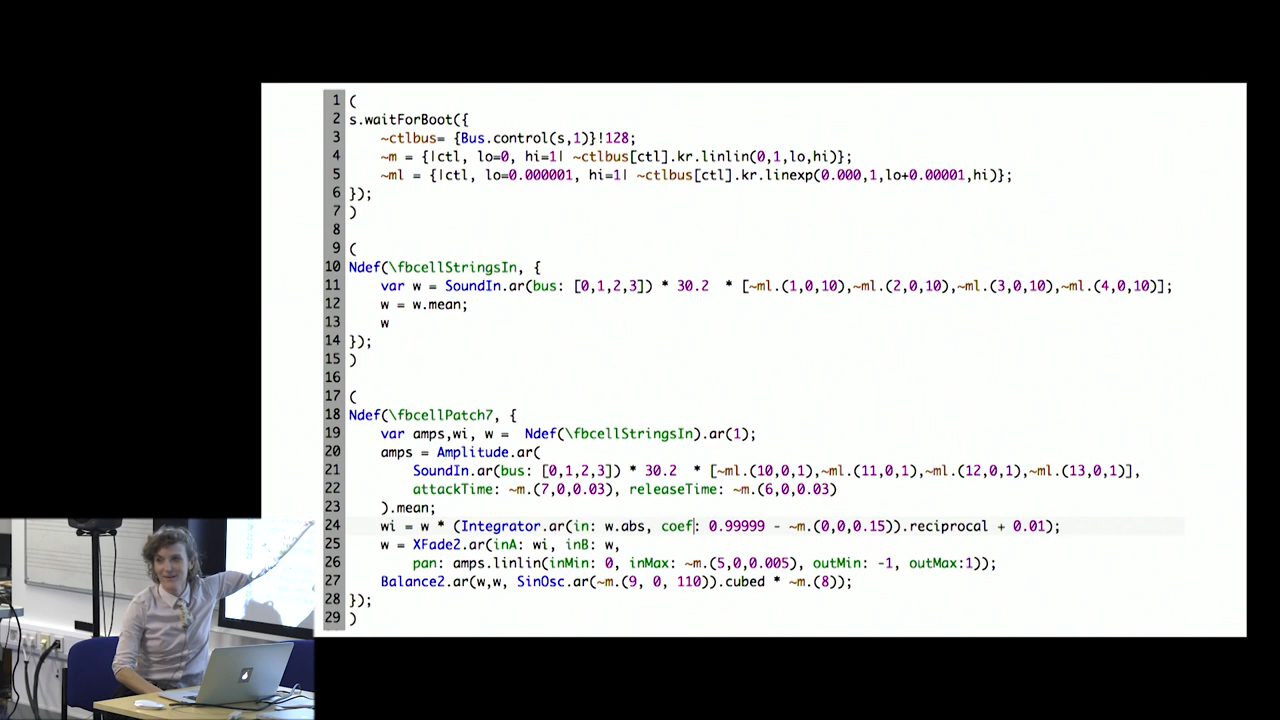 1 (
2 s.waitForBoot({
3 ~ctlbus= {Bus.control(s,1)}!128;
4 ~m = {|ctl, lo=0, hi=1| ~ctlbus[ctl].kr.linlin(0,1,lo,hi)};
5 ~ml = {|ctl, lo=0.000001, hi=1| ~ctlbus[ctl].kr.linexp(0.000,1,lo+0.00001,hi)};
6 });
7 )
8
9 (
10 Ndef(\fbcellStringsIn, {
11 var w = SoundIn.ar(bus: [0,1,2,3]) * 30.2 * [~ml.(1,0,10),~ml.(2,0,10),~ml.(3,0,10),~ml.(4,0,10)];
12 w = w.mean;
13 w
14 });
15 )
16
17 (
18 Ndef(\fbcellPatch7, {
19 var amps,wi, w = Ndef(\fbcellStringsIn).ar(1);
20 amps = Amplitude.ar(
21 SoundIn.ar(bus: [0,1,2,3]) * 30.2 * [~ml.(10,0,1),~ml.(11,0,1),~ml.(12,0,1),~ml.(13,0,1)],
22 attackTime: ~m.(7,0,0.03), releaseTime: ~m.(6,0,0.03)
23 ).mean;
24 wi = w * (Integrator.ar(in: w.abs, coef: 0.99999 - ~m.(0,0,0.15)).reciprocal + 0.01);
25 w = XFade2.ar(inA: wi, inB: w,
26 pan: amps.linlin(inMin: 0, inMax: ~m.(5,0,0.005), outMin: -1, outMax:1));
27 Balance2.ar(w,w, SinOsc.ar(~m.(9, 0, 110)).cubed * ~m.(8));
28 });
29 )